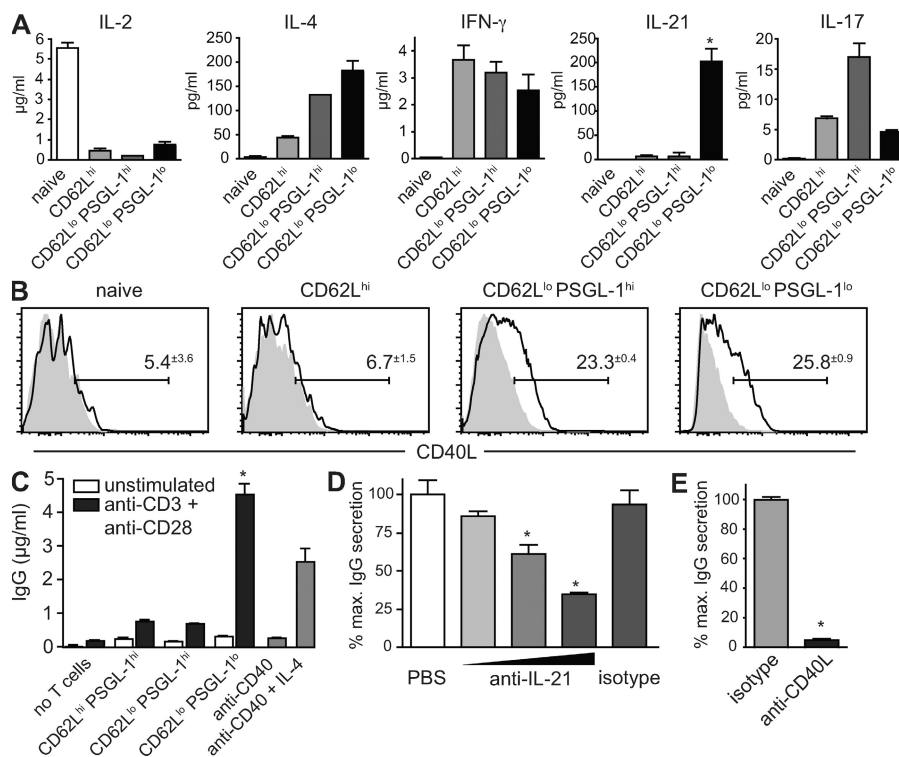 A
IL-2
IL-4
IFN-γ
IL-21
IL-17
µg/ml
6
5
4
3
2
1
0
naive
CD62Lhi
CD62Llo PSGL-1hi
CD62Llo PSGL-1lo
pg/ml
250
200
150
100
50
0
naive
CD62Lhi
CD62Llo PSGL-1hi
CD62Llo PSGL-1lo
µg/ml
5
4
3
2
1
0
naive
CD62Lhi
CD62Llo PSGL-1hi
CD62Llo PSGL-1lo
pg/ml
250
200
150
100
50
0
*
naive
CD62Lhi
CD62Llo PSGL-1hi
CD62Llo PSGL-1lo
pg/ml
20
15
10
5
0
naive
CD62Lhi
CD62Llo PSGL-1hi
CD62Llo PSGL-1lo
B
naive
CD62Lhi
CD62Llo PSGL-1hi
CD62Llo PSGL-1lo
5.4±3.6
6.7±1.5
23.3±0.4
25.8±0.9
CD40L
C
unstimulated
anti-CD3 +
anti-CD28
IgG (µg/ml)
5
4
3
2
1
0
*
no T cells
CD62Lhi PSGL-1hi
CD62Llo PSGL-1hi
CD62Llo PSGL-1lo
anti-CD40
anti-CD40 + IL-4
D
% max. IgG secretion
100
75
50
25
0
*
*
PBS
anti-IL-21
isotype
E
% max. IgG secretion
100
80
60
40
20
0
*
isotype
anti-CD40L